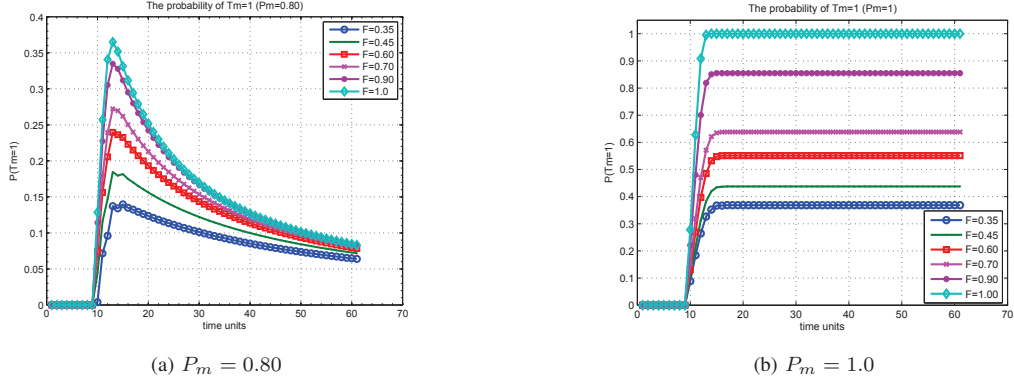 The probability of Tm=1 (Pm=0.80)
0.4
0.35
0.3
0.25
0.2
0.15
0.1
0.05
0
P(Tm=1)
F=0.35
F=0.45
F=0.60
F=0.70
F=0.90
F=1.0
0 10 20 30 40 50 60 70
time units
(a) Pm = 0.80
The probability of Tm=1 (Pm=1)
1
0.9
0.8
0.7
0.6
0.5
0.4
0.3
0.2
0.1
0
P(Tm=1)
F=0.35
F=0.45
F=0.60
F=0.70
F=0.90
F=1.00
0 10 20 30 40 50 60 70
time units
(b) Pm = 1.0